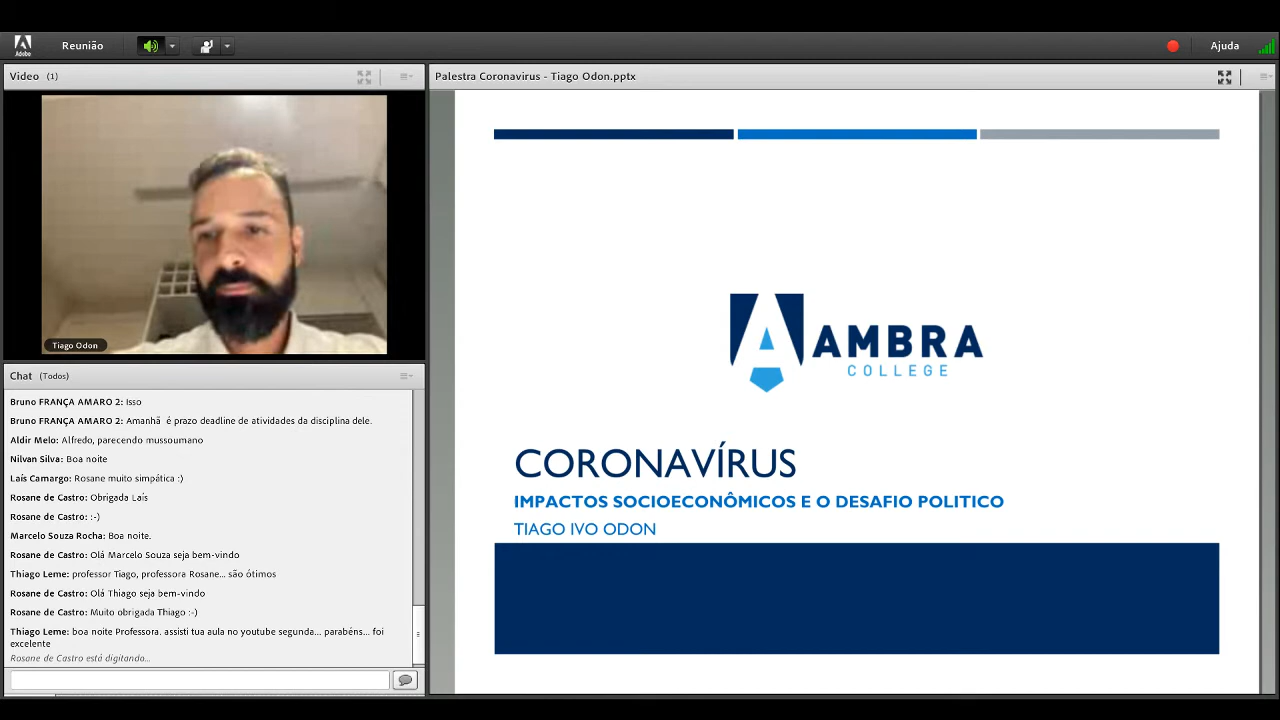 Adobe
Reunião
Ajuda
Video (1)
Tiago Odon
Chat (Todos)
Bruno FRANÇA AMARO 2: Isso
Bruno FRANÇA AMARO 2: Amanhã é prazo deadline de atividades da disciplina dele.
Aldir Melo: Alfredo, parecendo mussoumano
Nilvan Silva: Boa noite
Laís Camargo: Rosane muito simpática :)
Rosane de Castro: Obrigada Laís
Rosane de Castro: :-)
Marcelo Souza Rocha: Boa noite.
Rosane de Castro: Olá Marcelo Souza seja bem-vindo
Thiago Leme: professor Tiago, professora Rosane... são ótimos
Rosane de Castro: Olá Thiago seja bem-vindo
Rosane de Castro: Muito obrigada Thiago :-)
Thiago Leme: boa noite Professora. assisti tua aula no youtube segunda... parabéns... foi
excelente
Rosane de Castro está digitando...
Palestra Coronavirus - Tiago Odon.pptx
AMBRA
COLLEGE
CORONAVÍRUS
IMPACTOS SOCIOECONÔMICOS E O DESAFIO POLITICO
TIAGO IVO ODON